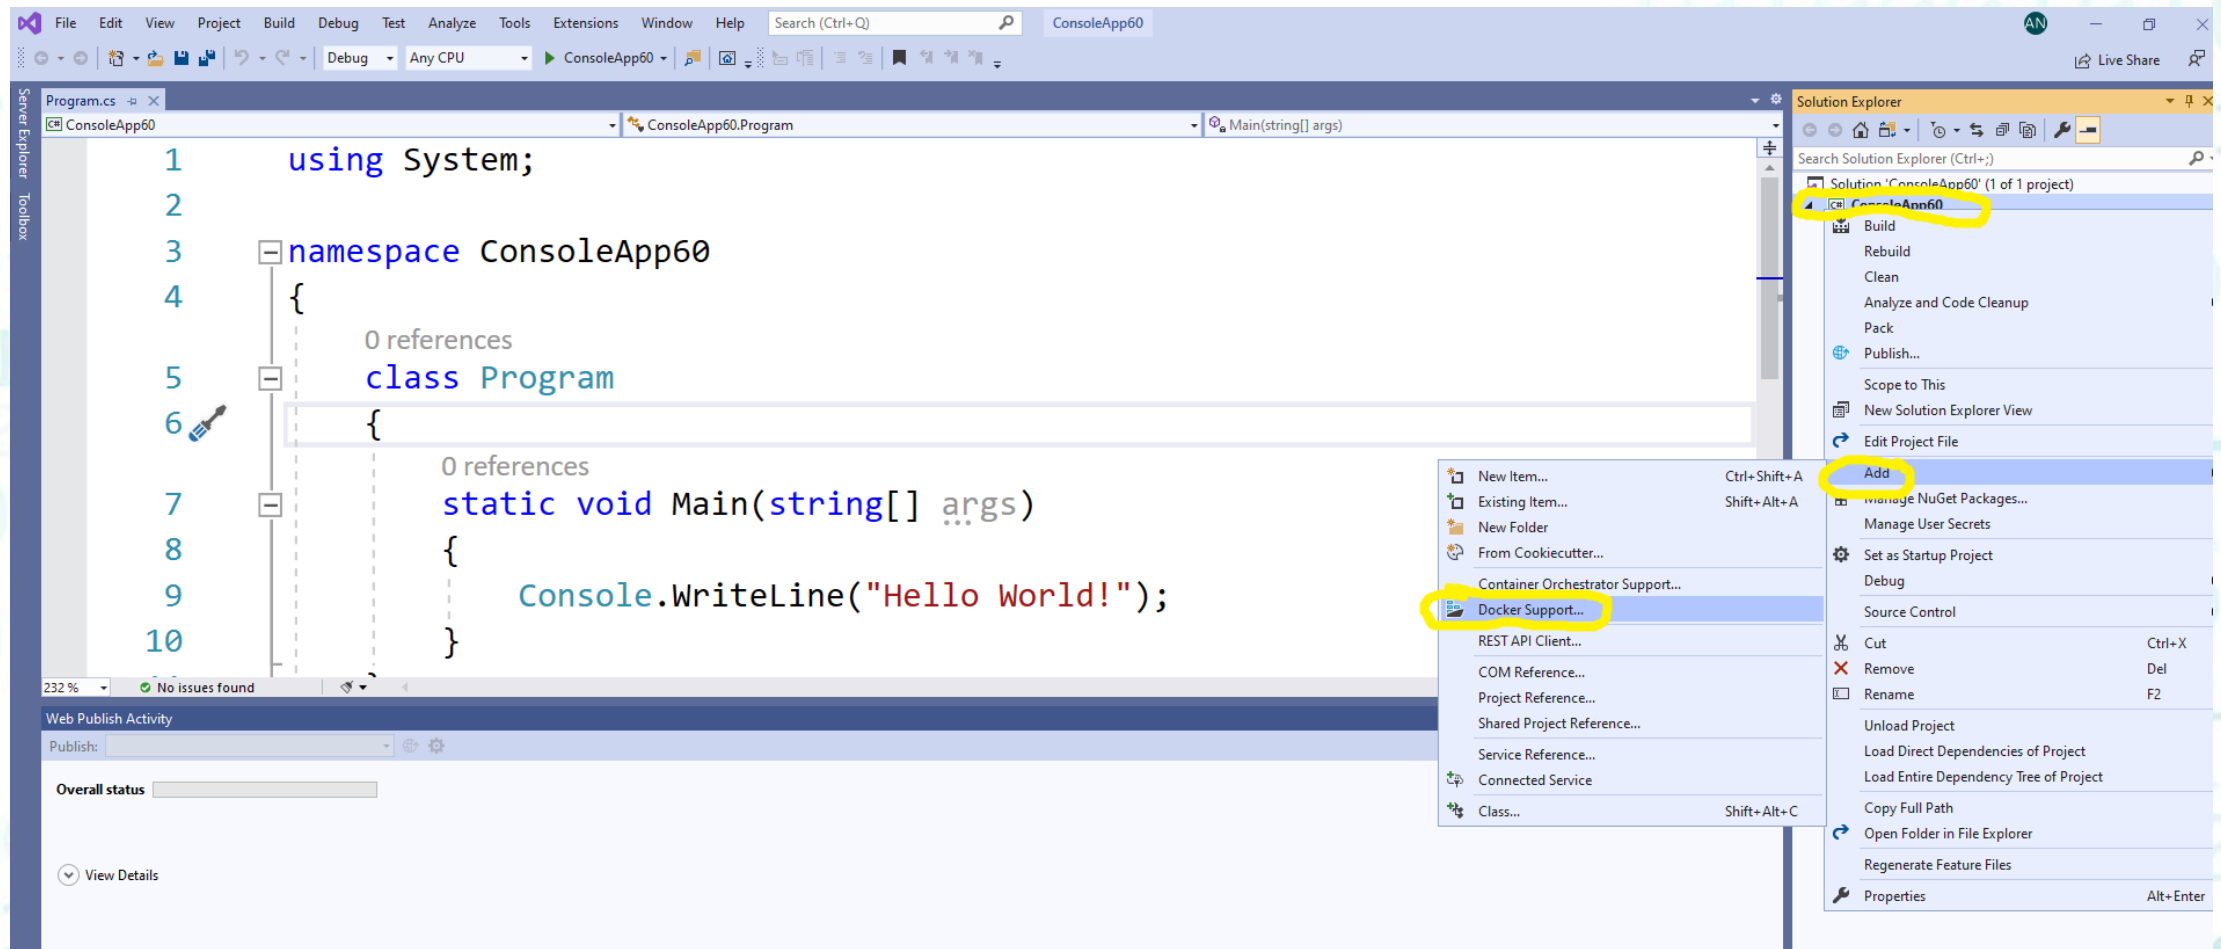 File Edit View Project Build Debug Test Analyze Tools Extensions Window Help Search (Ctrl+Q) ConsoleApp60 AN
Debug Any CPU ConsoleApp60 Live Share
Server Explorer
Toolbox
Program.cs
C# ConsoleApp60 ConsoleApp60.Program Main(string[] args)
1 using System;
2
3 namespace ConsoleApp60
4 {
0 references
5 class Program
6 {
0 references
7 static void Main(string[] args)
8 {
9 Console.WriteLine("Hello World!");
10 }
232 % No issues found
Web Publish Activity
Publish:
Overall status
View Details
Solution Explorer
Search Solution Explorer (Ctrl+;)
Solution 'ConsoleApp60' (1 of 1 project)
C# ConsoleApp60
Build
Rebuild
Clean
Analyze and Code Cleanup
Pack
Publish...
Scope to This
New Solution Explorer View
Edit Project File
Add
Manage NuGet Packages...
Manage User Secrets
Set as Startup Project
Debug
Source Control
Cut Ctrl+X
Remove Del
Rename F2
Unload Project
Load Direct Dependencies of Project
Load Entire Dependency Tree of Project
Copy Full Path
Open Folder in File Explorer
Regenerate Feature Files
Properties Alt+Enter
New Item... Ctrl+Shift+A
Existing Item... Shift+Alt+A
New Folder
From Cookiecutter...
Container Orchestrator Support...
Docker Support...
REST API Client...
COM Reference...
Project Reference...
Shared Project Reference...
Service Reference...
Connected Service
Class... Shift+Alt+C